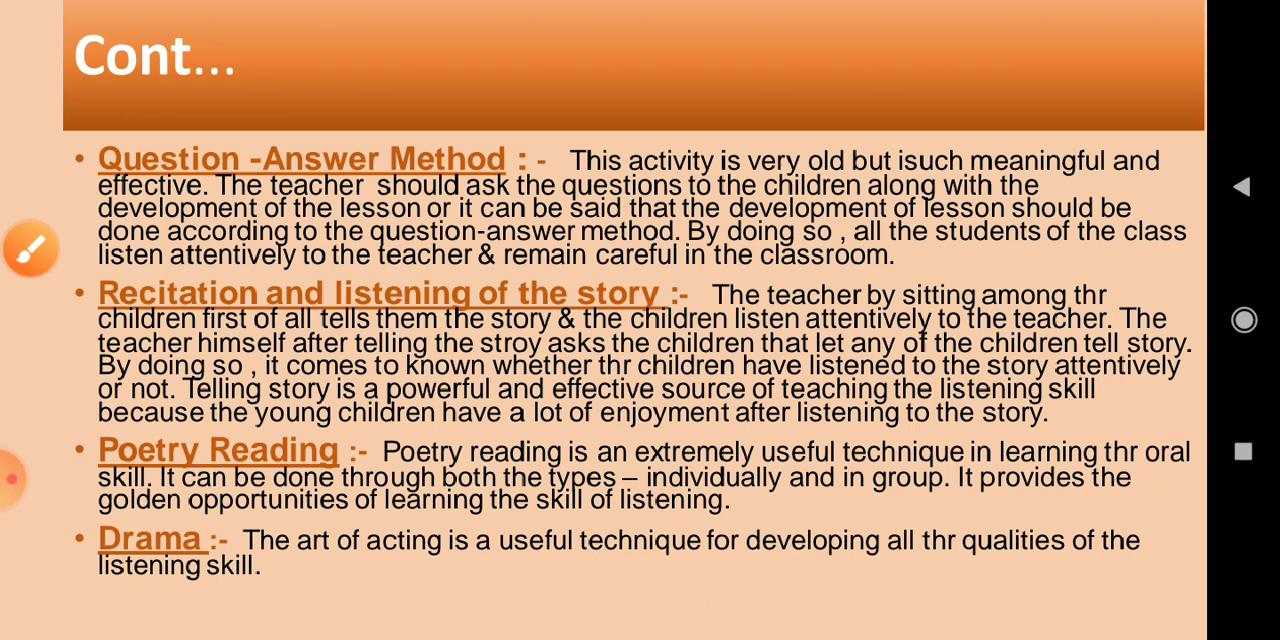 Cont...
• Question -Answer Method : - This activity is very old but isuch meaningful and
effective. The teacher should ask the questions to the children along with the
development of the lesson or it can be said that the development of lesson should be
done according to the question-answer method. By doing so , all the students of the class
listen attentively to the teacher & remain careful in the classroom.
• Recitation and listening of the story :- The teacher by sitting among thr
children first of all tells them the story & the children listen attentively to the teacher. The
teacher himself after telling the stroy asks the children that let any of the children tell story.
By doing so , it comes to known whether thr children have listened to the story attentively
or not. Telling story is a powerful and effective source of teaching the listening skill
because the young children have a lot of enjoyment after listening to the story.
• Poetry Reading :- Poetry reading is an extremely useful technique in learning thr oral
skill. It can be done through both the types – individually and in group. It provides the
golden opportunities of learning the skill of listening.
• Drama :- The art of acting is a useful technique for developing all thr qualities of the
listening skill.